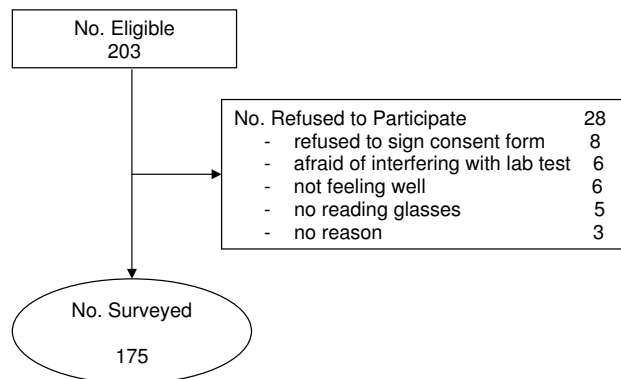 No. Eligible
203
No. Refused to Participate 28
- refused to sign consent form 8
- afraid of interfering with lab test 6
- not feeling well 6
- no reading glasses 5
- no reason 3
No. Surveyed
175